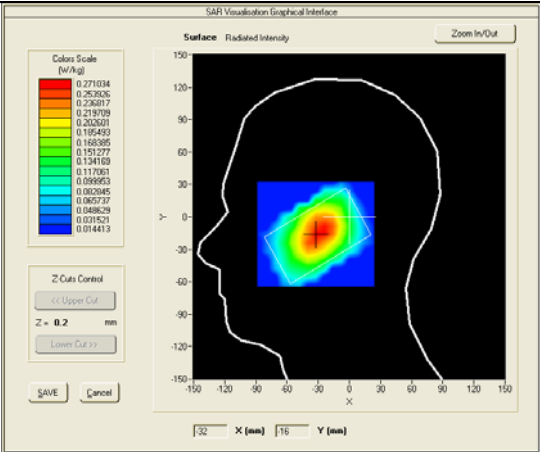 SAR Visualisation Graphical Interface
Surface Radiated Intensity
Zoom In/Out
Colors Scale
(W/kg)
0.271034
0.253926
0.236817
0.219709
0.202601
0.185493
0.168385
0.151277
0.134169
0.117061
0.099953
0.082845
0.065737
0.048629
0.031521
0.014413
Z-Cuts Control
<< Upper Cut
Z = 0.2 mm
Lower Cut >>
SAVE Cancel
150
120
90
60
30
0
-30
-60
-90
-120
-150
Y
-150 -120 -90 -60 -30 0 30 60 90 120 150
X
-32 X (mm) -16 Y (mm)